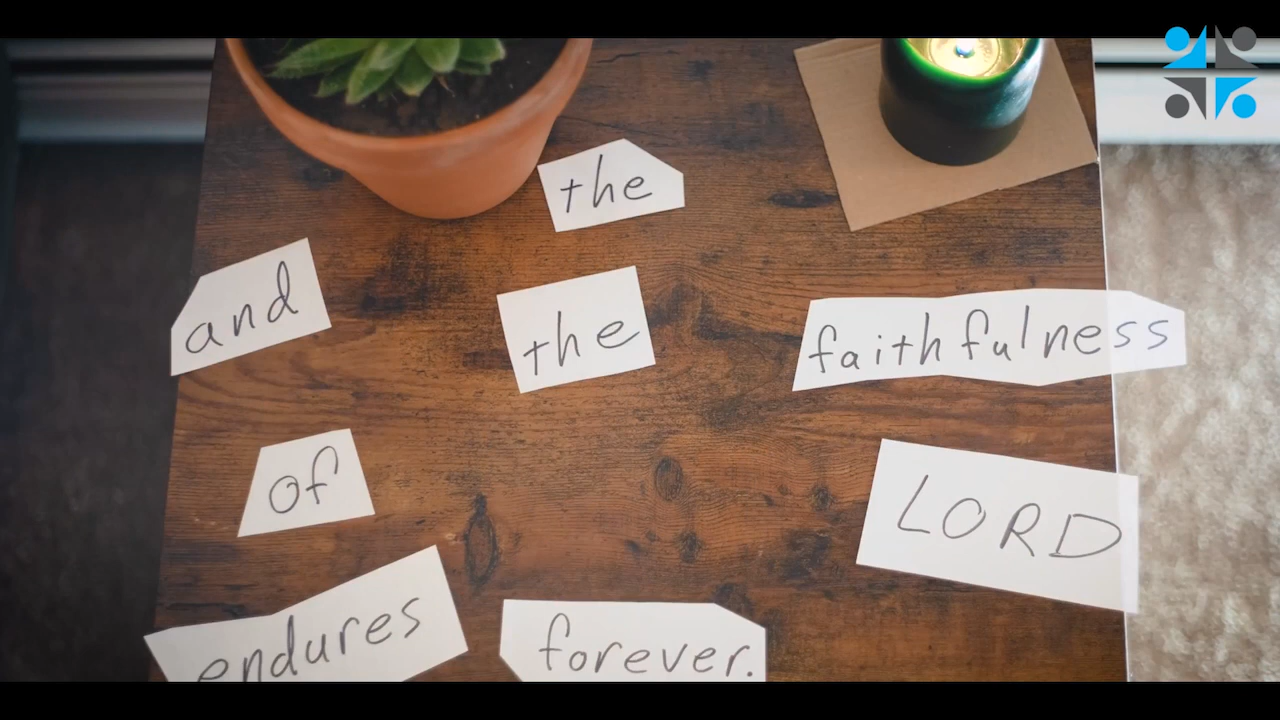 the
and the faithfulness
of LORD
endures forever.